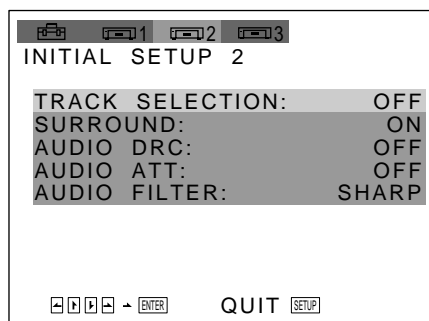 1 2 3
INITIAL SETUP 2
TRACK SELECTION: OFF
SURROUND: ON
AUDIO DRC: OFF
AUDIO ATT: OFF
AUDIO FILTER: SHARP
ENTER QUIT SETUP